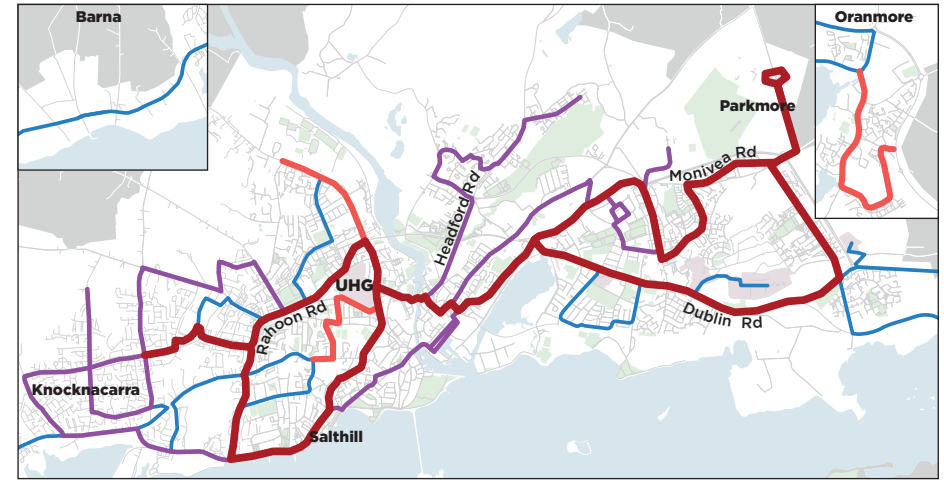 Barna
Oranmore
Parkmore
Monivea Rd
Headford Rd
UHG
Rahoon Rd
Dublin Rd
Knocknacarra
Salthill